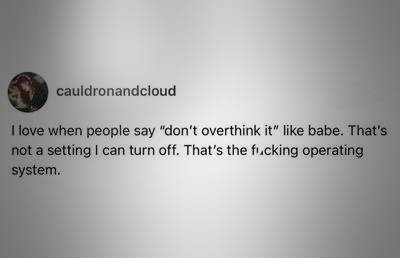 cauldronandcloud
I love when people say “don’t overthink it” like babe. That’s
not a setting I can turn off. That’s the fucking operating
system.